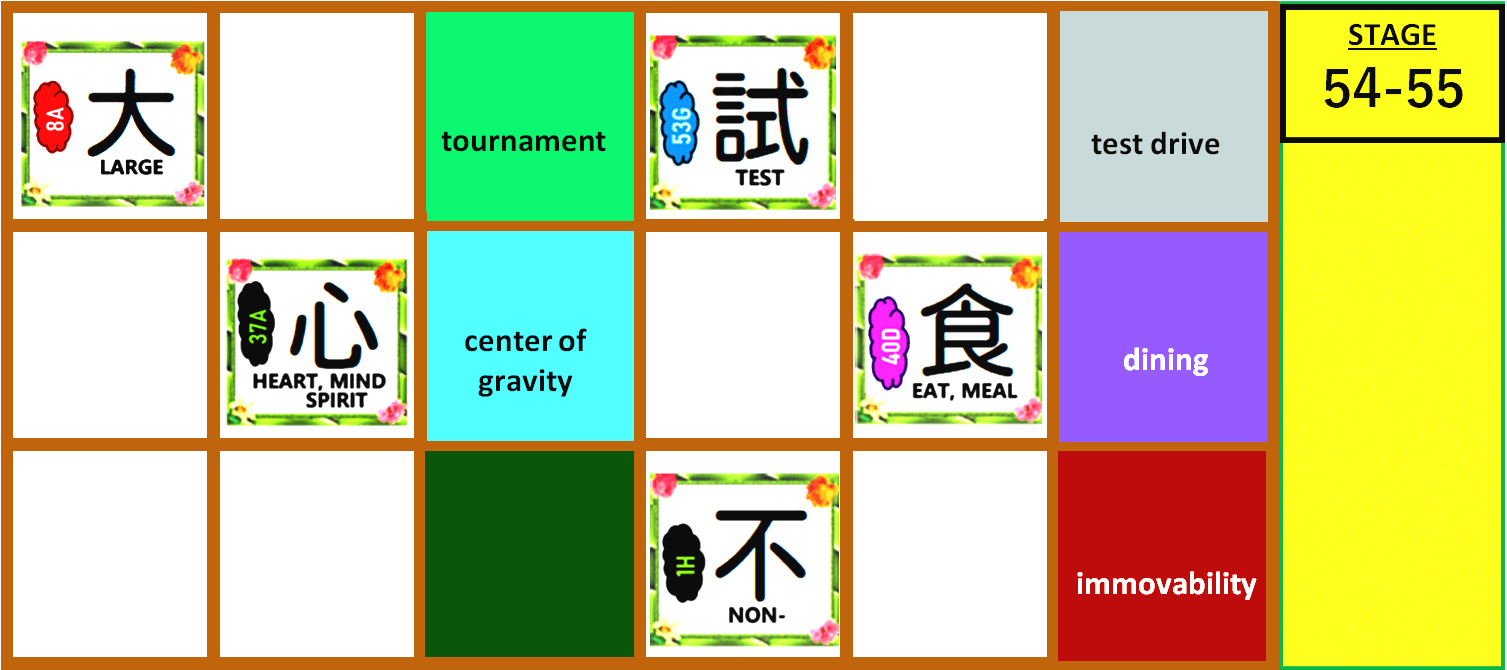 8A
大
LARGE
tournament
53G
試
TEST
test drive
STAGE
54-55
37A
心
HEART, MIND
SPIRIT
center of
gravity
40D
食
EAT, MEAL
dining
1H
不
NON-
immovability